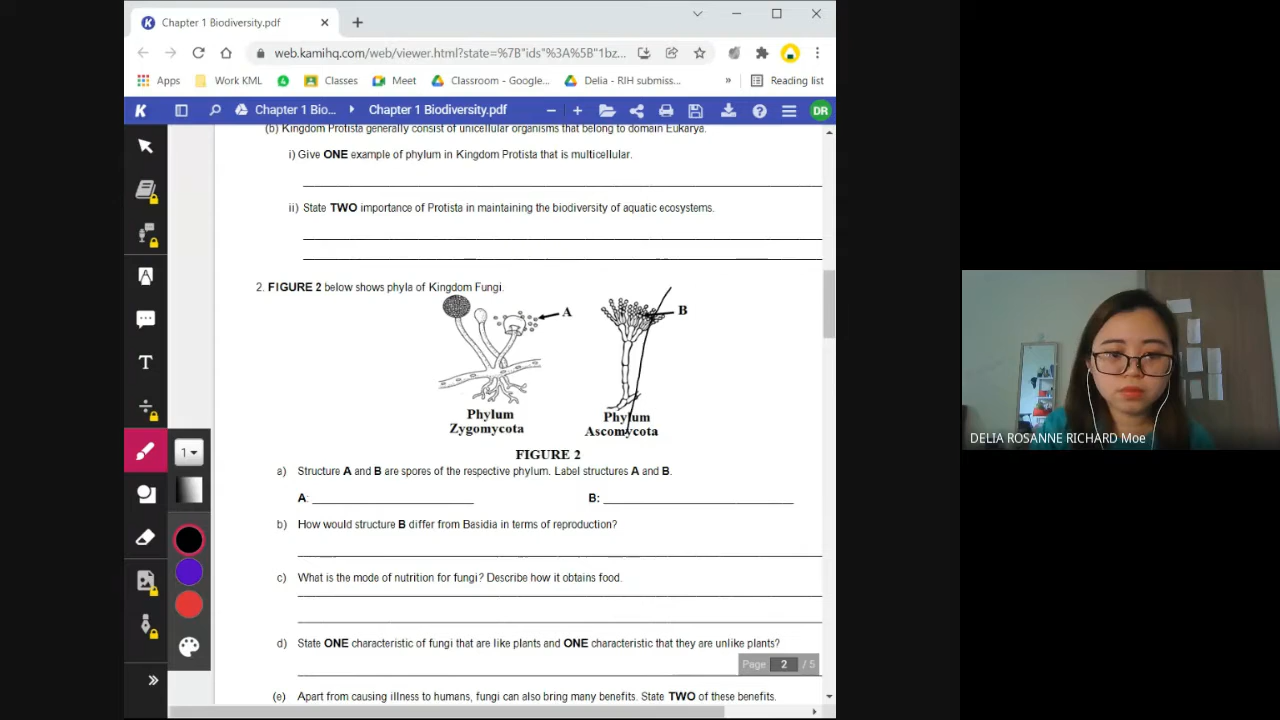 Chapter 1 Biodiversity.pdf
web.kamihq.com/web/viewer.html?state=%7B"ids"%3A%5B"1bz...
Apps
Work KML
Classes
Meet
Classroom - Google...
Delia - RIH submiss...
»
Reading list
Chapter 1 Bio...
Chapter 1 Biodiversity.pdf
DR
(b) Kingdom Protista generally consist of unicellular organisms that belong to domain Eukarya.
i) Give ONE example of phylum in Kingdom Protista that is multicellular.
ii) State TWO importance of Protista in maintaining the biodiversity of aquatic ecosystems.
2. FIGURE 2 below shows phyla of Kingdom Fungi.
A
B
Phylum
Zygomycota
Phylum
Ascomycota
FIGURE 2
a) Structure A and B are spores of the respective phylum. Label structures A and B.
A: B:
b) How would structure B differ from Basidia in terms of reproduction?
c) What is the mode of nutrition for fungi? Describe how it obtains food.
d) State ONE characteristic of fungi that are like plants and ONE characteristic that they are unlike plants?
Page 2 / 5
(e) Apart from causing illness to humans, fungi can also bring many benefits. State TWO of these benefits.
1
DELIA ROSANNE RICHARD Moe